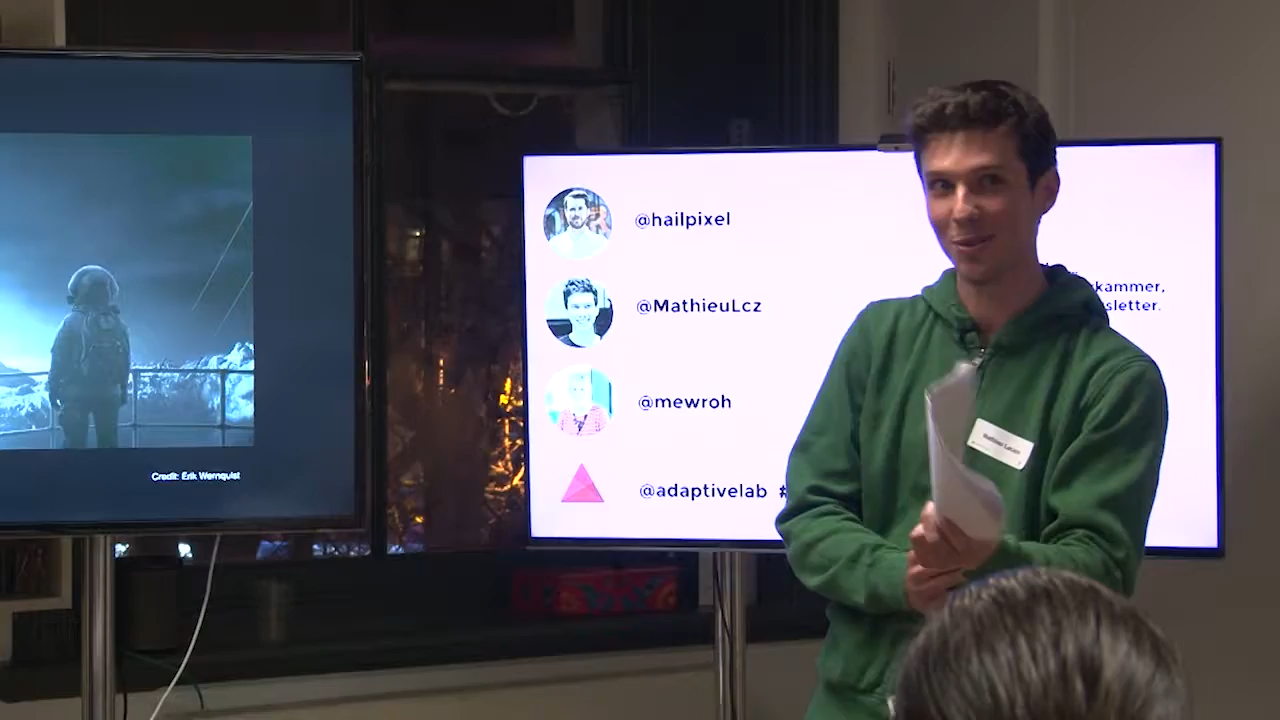 Credit: Erik Wernquist
@hailpixel
@MathieuLcz
@mewroh
@adaptivelab #
kammer,
sletter.